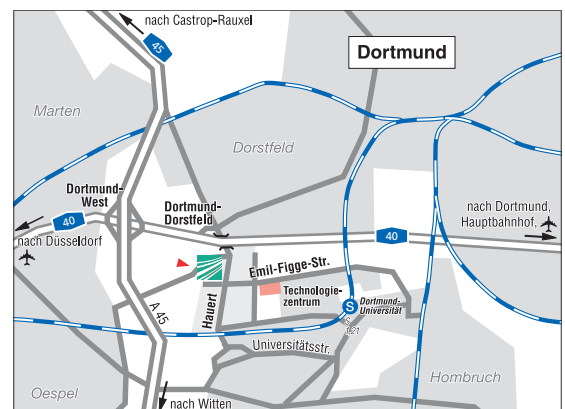 nach Castrop-Rauxel
45
Dortmund
Marten
Dorstfeld
Dortmund-
West
Dortmund-
Dorstfeld
40
nach Düsseldorf
40
nach Dortmund,
Hauptbahnhof,
Emil-Figge-Str.
Technologie-
zentrum
Hauert
A 45
S
Dortmund-
Universität
S 121
Universitätsstr.
Oespel
nach Witten
Hombruch